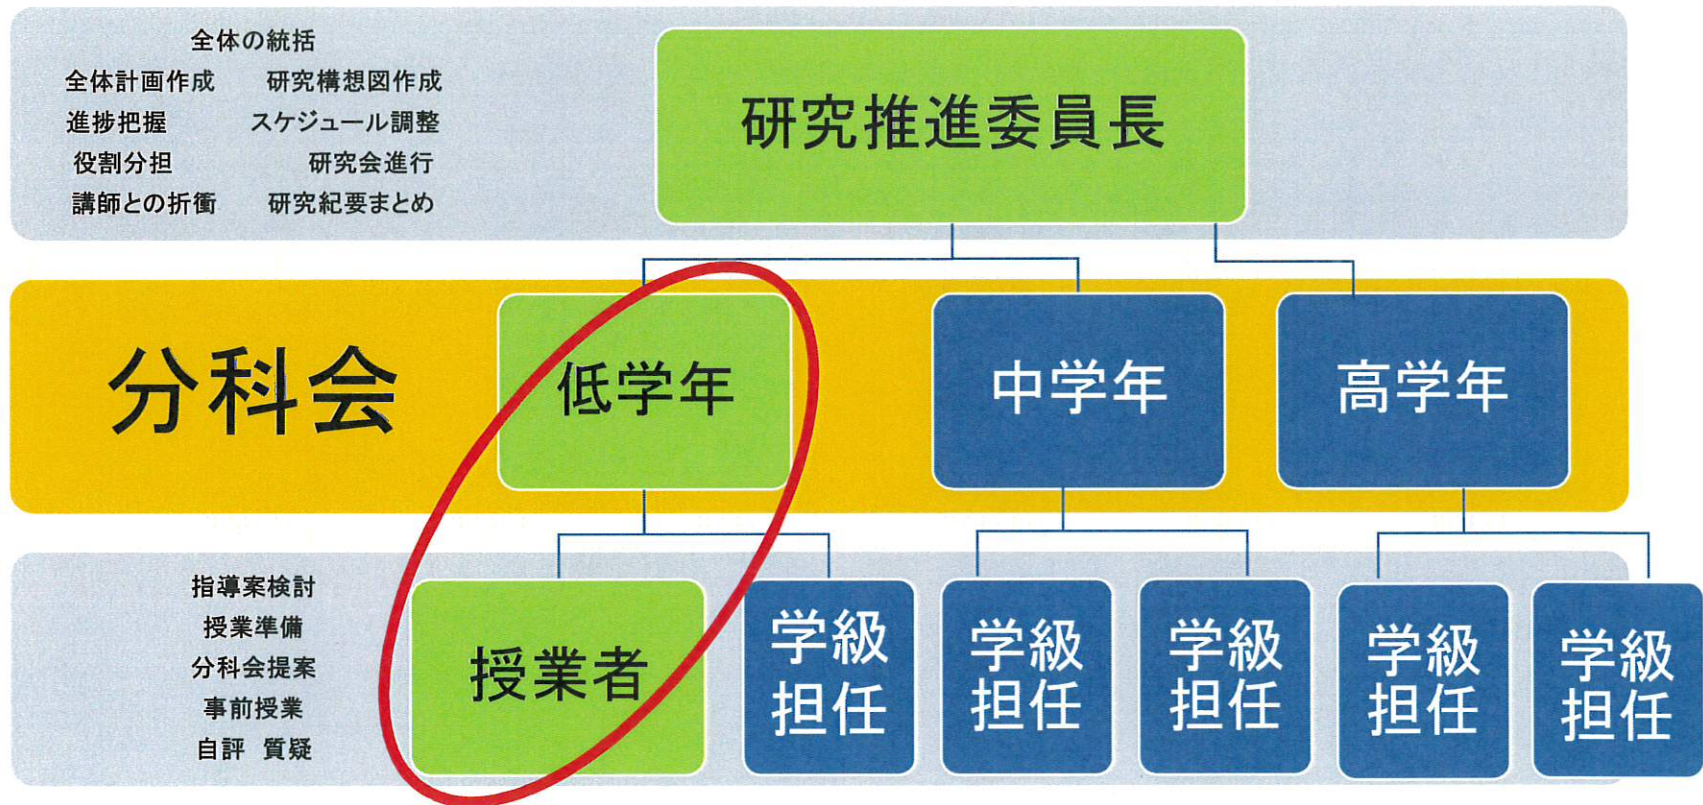 全体の統括
全体計画作成 研究構想図作成
進捗把握 スケジュール調整
役割分担 研究会進行
講師との折衝 研究紀要まとめ
研究推進委員長
分科会
低学年
中学年
高学年
指導案検討
授業準備
分科会提案
事前授業
自評 質疑
授業者
学級
担任
学級
担任
学級
担任
学級
担任
学級
担任